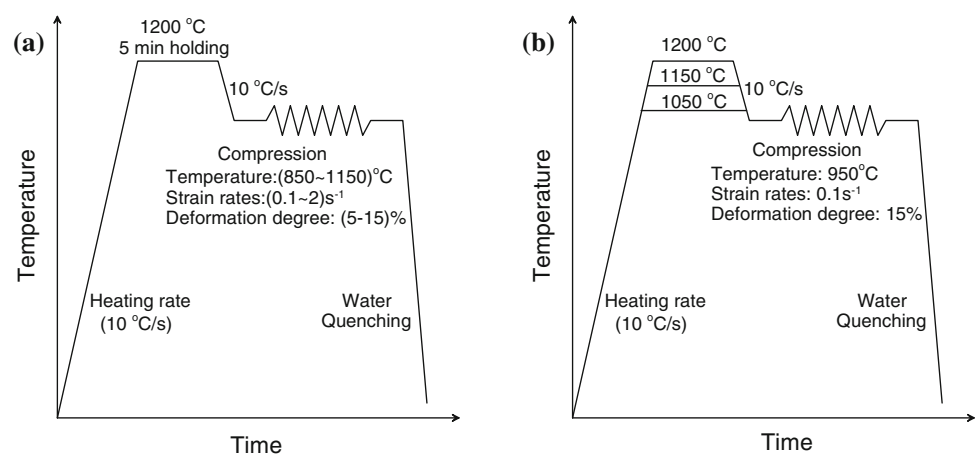 (a)
1200 °C
5 min holding
10 °C/s
Compression
Temperature:(850~1150)°C
Strain rates:(0.1~2)s⁻¹
Deformation degree: (5-15)%
Heating rate
(10 °C/s)
Water
Quenching
Temperature
Time
(b)
1200 °C
1150 °C
1050 °C
10 °C/s
Compression
Temperature: 950°C
Strain rates: 0.1s⁻¹
Deformation degree: 15%
Heating rate
(10 °C/s)
Water
Quenching
Temperature
Time